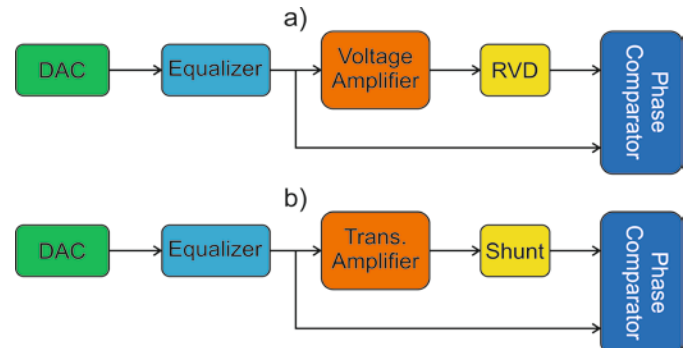 a)
DAC
Equalizer
Voltage
Amplifier
RVD
Phase
Comparator
b)
DAC
Equalizer
Trans.
Amplifier
Shunt
Phase
Comparator